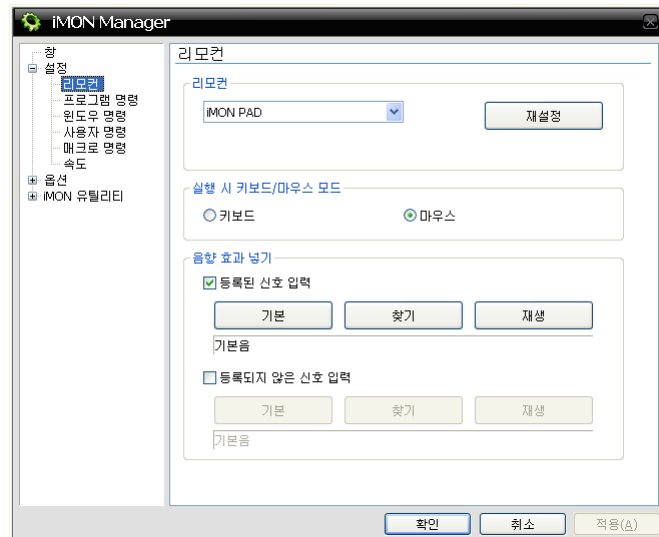 iMON Manager
창
설정
리모컨
프로그램 명령
윈도우 명령
사용자 명령
매크로 명령
속도
옵션
iMON 유틸리티
리모컨
리모컨
iMON PAD
재설정
실행 시 키보드/마우스 모드
키보드 마우스
음향 효과 넣기
등록된 신호 입력
기본 찾기 재생
기본음
등록되지 않은 신호 입력
기본 찾기 재생
기본음
확인 취소 적용(A)